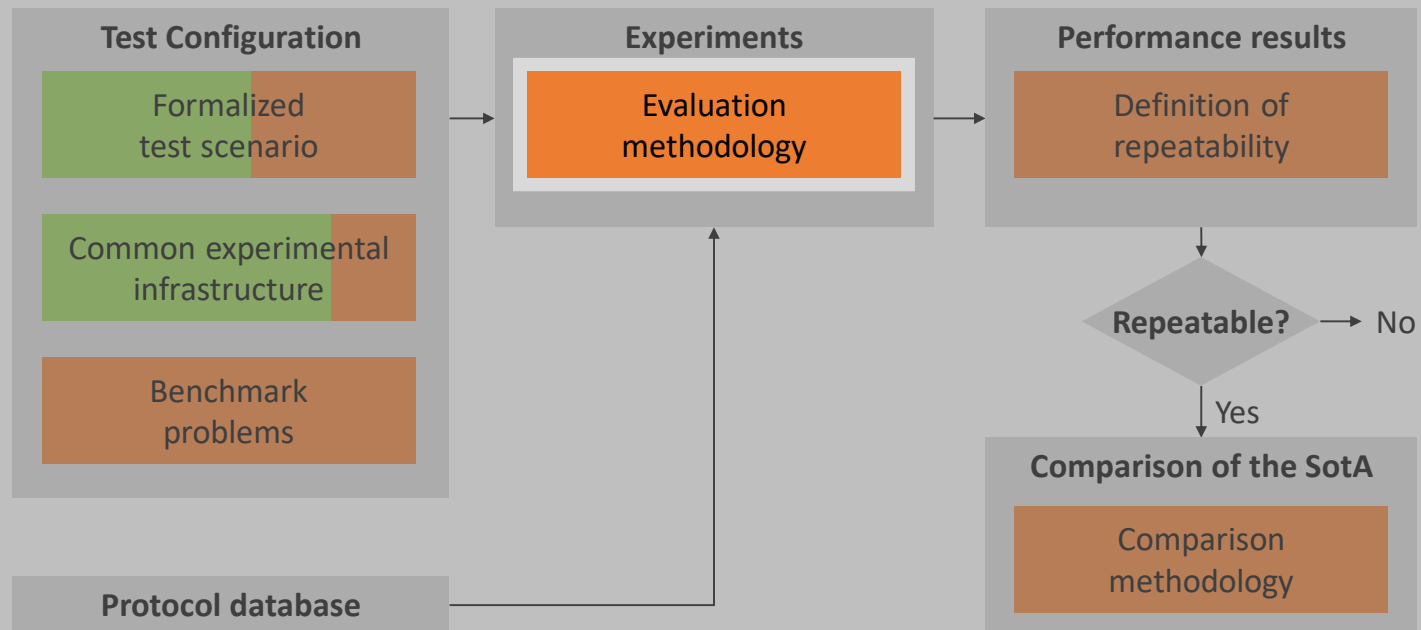 Test Configuration
Formalized
test scenario
Common experimental
infrastructure
Benchmark
problems
Protocol database
Experiments
Evaluation
methodology
Performance results
Definition of
repeatability
Repeatable?
No
Yes
Comparison of the SotA
Comparison
methodology